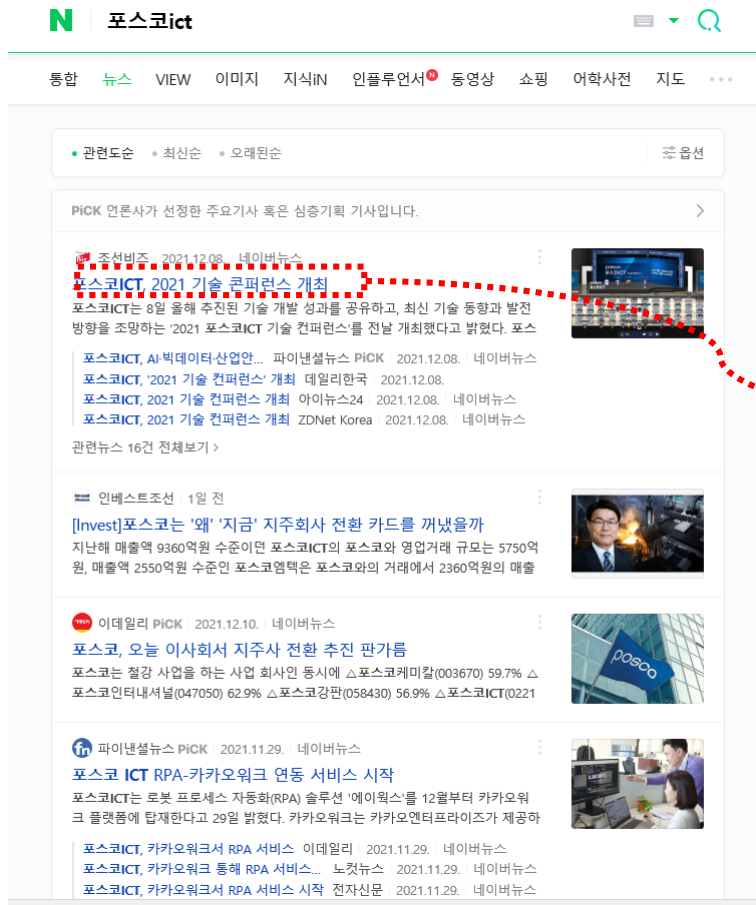 N 포스코ict
통합 뉴스 VIEW 이미지 지식iN 인플루언서 N 동영상 쇼핑 어학사전 지도
관련도순 최신순 오래된순 옵션
PiCK 언론사가 선정한 주요기사 혹은 심층기획 기사입니다.
조선비즈 2021.12.08. 네이버뉴스
포스코ICT, 2021 기술 콘퍼런스 개최
포스코ICT는 8일 올해 추진된 기술 개발 성과를 공유하고, 최신 기술 동향과 발전
방향을 조망하는 '2021 포스코ICT 기술 컨퍼런스'를 전날 개최했다고 밝혔다. 포스
포스코ICT, AI·빅데이터·산업안... 파이낸셜뉴스 PiCK 2021.12.08. 네이버뉴스
포스코ICT, '2021 기술 컨퍼런스' 개최 데일리한국 2021.12.08.
포스코ICT, 2021 기술 컨퍼런스 개최 아이뉴스24 2021.12.08. 네이버뉴스
포스코ICT, 2021 기술 컨퍼런스 개최 ZDNet Korea 2021.12.08. 네이버뉴스
관련뉴스 16건 전체보기
인베스트조선 1일 전
[Invest]포스코는 '왜' '지금' 지주회사 전환 카드를 꺼냈을까
지난해 매출액 9360억원 수준이던 포스코ICT의 포스코와 영업거래 규모는 5750억
원, 매출액 2550억원 수준인 포스코엠텍은 포스코와의 거래에서 2360억원의 매출
이데일리 PiCK 2021.12.10. 네이버뉴스
포스코, 오늘 이사회서 지주사 전환 추진 판가름
포스코는 철강 사업을 하는 사업 회사인 동시에 △포스코케미칼(003670) 59.7% △
포스코인터내셔널(047050) 62.9% △포스코강판(058430) 56.9% △포스코ICT(0221
posco
fn 파이낸셜뉴스 PiCK 2021.11.29. 네이버뉴스
포스코 ICT RPA-카카오워크 연동 서비스 시작
포스코ICT는 로봇 프로세스 자동화(RPA) 솔루션 '에이웍스'를 12월부터 카카오워
크 플랫폼에 탑재한다고 29일 밝혔다. 카카오워크는 카카오엔터프라이즈가 제공하
포스코ICT, 카카오워크서 RPA 서비스 이데일리 2021.11.29. 네이버뉴스
포스코ICT, 카카오워크 통해 RPA 서비스... 노컷뉴스 2021.11.29. 네이버뉴스
포스코ICT, 카카오워크서 RPA 서비스 시작 전자신문 2021.11.29. 네이버뉴스